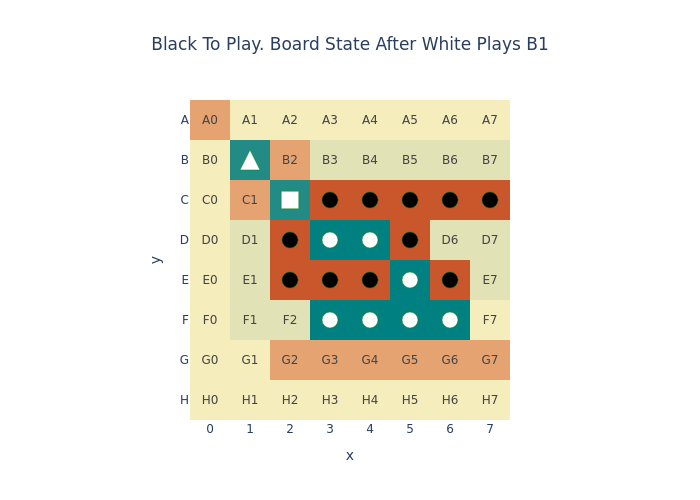 Black To Play. Board State After White Plays B1
A A0 A1 A2 A3 A4 A5 A6 A7
B B0 B2 B3 B4 B5 B6 B7
C C0 C1
D D0 D1 D6 D7
y
E E0 E1 E7
F F0 F1 F2 F7
G G0 G1 G2 G3 G4 G5 G6 G7
H H0 H1 H2 H3 H4 H5 H6 H7
0 1 2 3 4 5 6 7
x